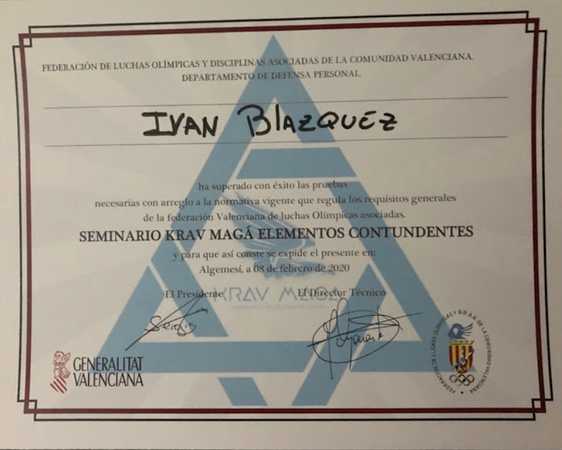 FEDERACIÓN DE LUCHAS OLÍMPICAS Y DISCIPLINAS ASOCIADAS DE LA COMUNIDAD VALENCIANA.
DEPARTAMENTO DE DEFENSA PERSONAL.
IVAN BLAZQUEZ
ha superado con éxito las pruebas
necesarias con arreglo a la normativa vigente que regula los requisitos generales
de la federación Valenciana de luchas Olímpicas asociadas.
SEMINARIO KRAV MAGÁ ELEMENTOS CONTUNDENTES
y para que así conste se expide el presente en:
Algemesí, a 08 de febrero de 2020
KRAV
El Presidente
El Director Técnico
GENERALITAT
VALENCIANA